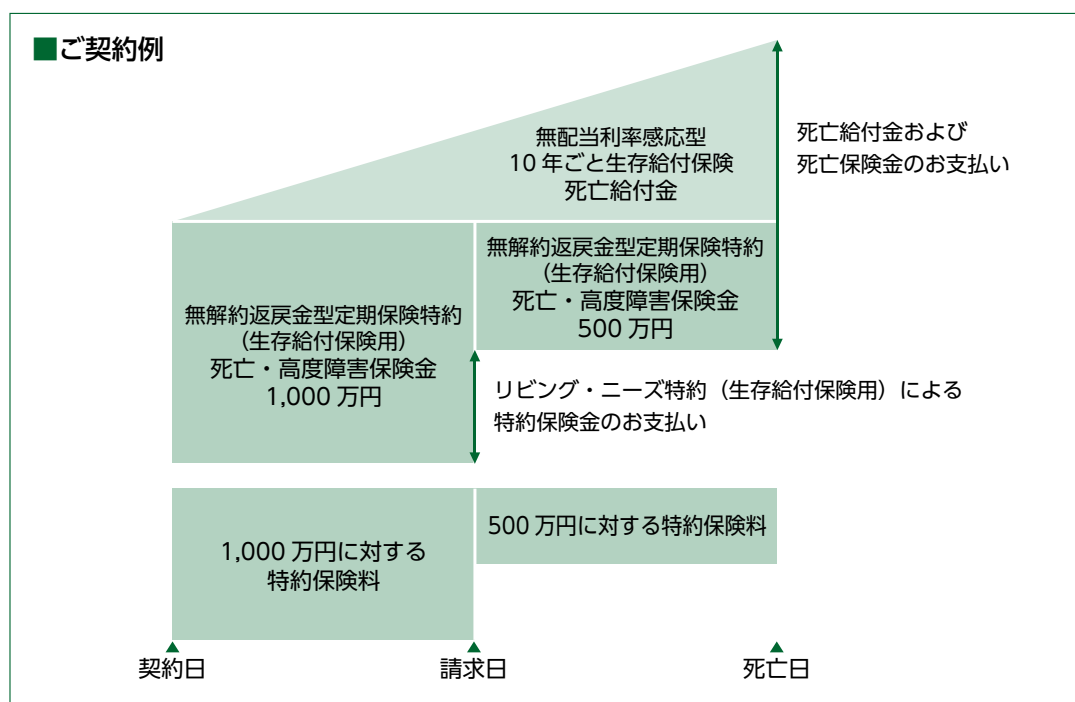 ■ご契約例
無配当利率感応型
10年ごと生存給付保険
死亡給付金
死亡給付金および
死亡保険金のお支払い
無解約返戻金型定期保険特約
（生存給付保険用）
死亡・高度障害保険金
1,000万円
無解約返戻金型定期保険特約
（生存給付保険用）
死亡・高度障害保険金
500万円
リビング・ニーズ特約（生存給付保険用）による
特約保険金のお支払い
1,000万円に対する
特約保険料
500万円に対する特約保険料
契約日
請求日
死亡日